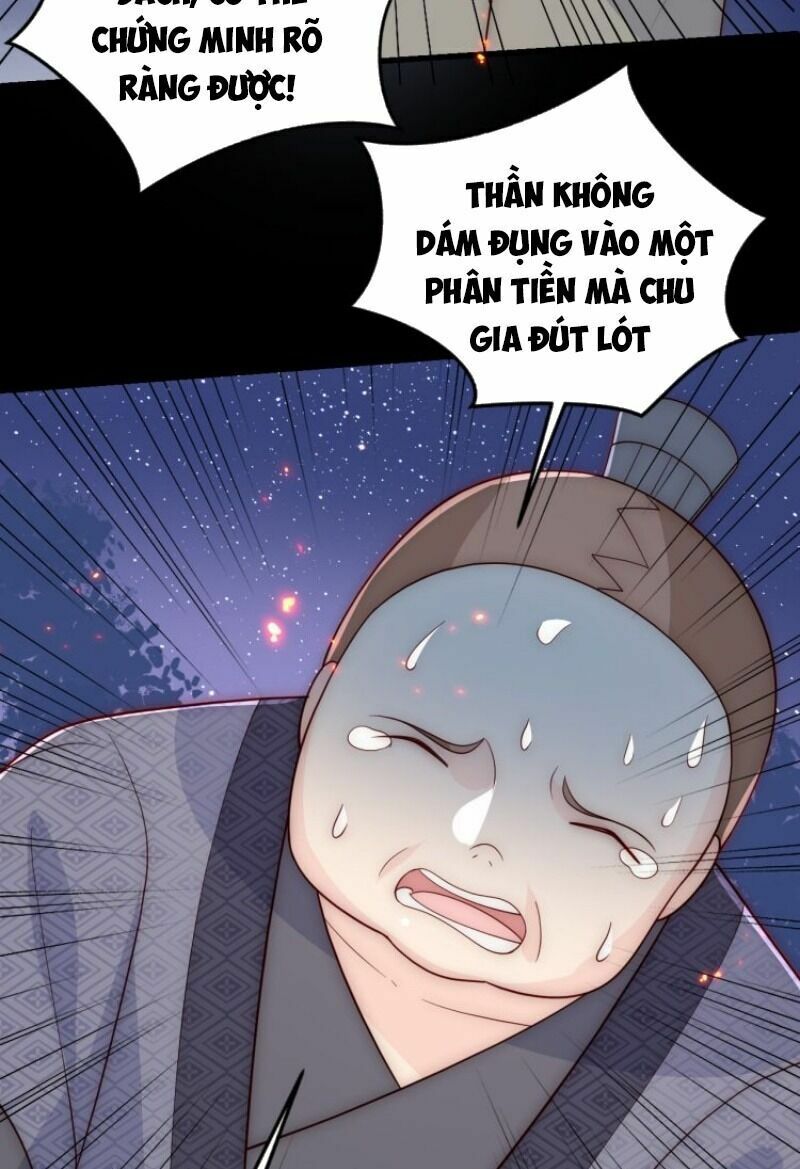 CHỨNG MINH RÕ
RÀNG ĐƯỢC!
THẦN KHÔNG
DÁM ĐỤNG VÀO MỘT
PHÂN TIỀN MÀ CHU
GIA ĐÚT LÓT